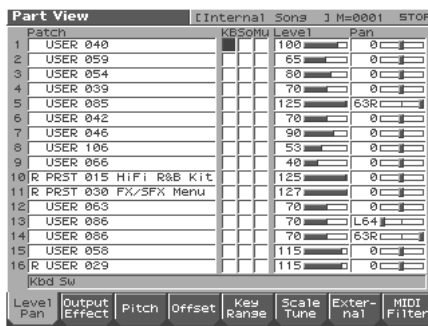 Part View [Internal Song ] M=0001 STOP
Patch KBSoMu Level Pan
1 USER 040 100 0
2 USER 059 65 0
3 USER 054 80 0
4 USER 039 70 0
5 USER 085 125 63R
6 USER 042 70 0
7 USER 046 90 0
8 USER 106 53 0
9 USER 066 40 0
10 R PRST 015 HiFi R&B Kit 125 0
11 R PRST 030 FX/SFX Menu 127 0
12 USER 063 70 0
13 USER 086 70 L64
14 USER 086 70 63R
15 USER 058 115 0
16 R USER 029 115 0
Kbd Sw
Level Output Pitch Offset Key Scale Exter- MIDI
Pan Effect Range Tune nal Filter